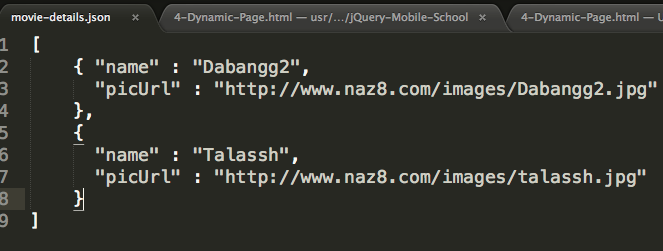 movie-details.json × 4-Dynamic-Page.html — usr/.../jQuery-Mobile-School × 4-Dynamic-Page.html — U
1 [
2 { "name" : "Dabangg2",
3 "picUrl" : "http://www.naz8.com/images/Dabangg2.jpg"
4 },
5 {
6 "name" : "Talassh",
7 "picUrl" : "http://www.naz8.com/images/talassh.jpg"
8 }
9 ]